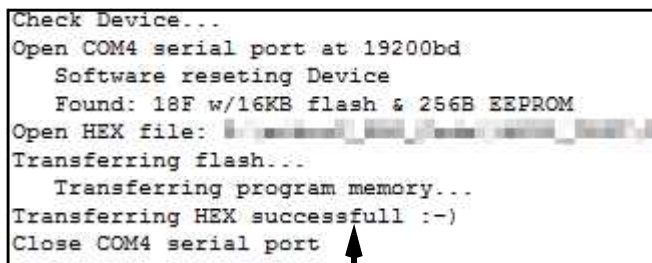 Check Device...
Open COM4 serial port at 19200bd
Software reseting Device
Found: 18F w/16KB flash & 256B EEPROM
Open HEX file:
Transferring flash...
Transferring program memory...
Transferring HEX successfull :-)
Close COM4 serial port